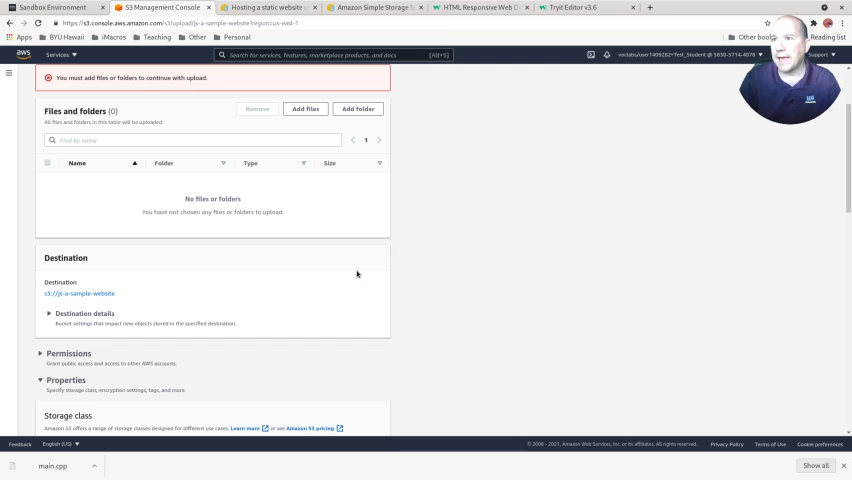 Sandbox Environment
S3 Management Console
Hosting a static website u
Amazon Simple Storage S
HTML Responsive Web D
Tryit Editor v3.6
https://s3.console.aws.amazon.com/s3/upload/js-a-sample-website?region=us-east-1
Apps
BYU Hawaii
iMacros
Teaching
Other
Personal
Other boo
Reading list
aws
Services
Search for services, features, marketplace products, and docs
[Alt+S]
Support
You must add files or folders to continue with upload.
Files and folders (0)
Remove
Add files
Add folder
All files and folders in this table will be uploaded.
Find by name
1
Name
Folder
Type
Size
No files or folders
You have not chosen any files or folders to upload.
Destination
Destination
s3://js-a-sample-website
Destination details
Bucket settings that impact new objects stored in the specified destination.
Permissions
Grant public access and access to other AWS accounts.
Properties
Specify storage class, encryption settings, tags, and more.
Storage class
Amazon S3 offers a range of storage classes designed for different use cases. Learn more or see Amazon S3 pricing
Feedback
English (US)
© 2008 - 2021, Amazon Web Services, Inc. or its affiliates. All rights reserved.
Privacy Policy
Terms of Use
Cookie preferences
main.cpp
Show all